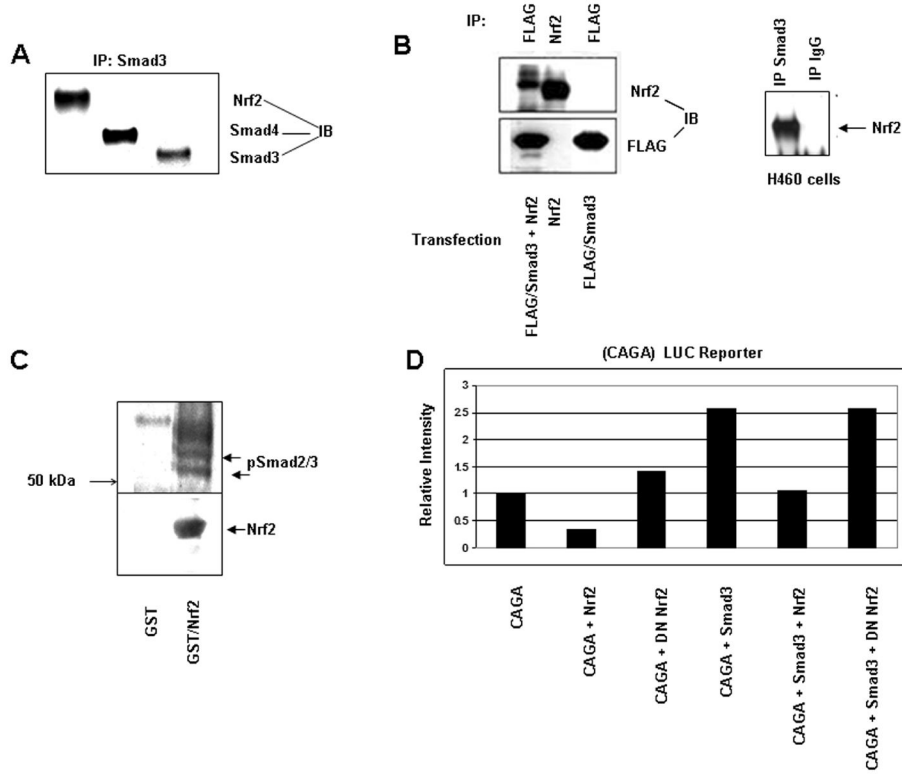 A
IP: Smad3
Nrf2
Smad4
Smad3
IB
B
IP:
FLAG
Nrf2
FLAG
Nrf2
IB
FLAG
Transfection
FLAG/Smad3 + Nrf2
Nrf2
FLAG/Smad3
IP Smad3
IP IgG
Nrf2
H460 cells
C
50 kDa
pSmad2/3
Nrf2
GST
GST/Nrf2
D
(CAGA) LUC Reporter
Relative Intensity
3
2.5
2
1.5
1
0.5
0
CAGA
CAGA + Nrf2
CAGA + DN Nrf2
CAGA + Smad3
CAGA + Smad3 + Nrf2
CAGA + Smad3 + DN Nrf2